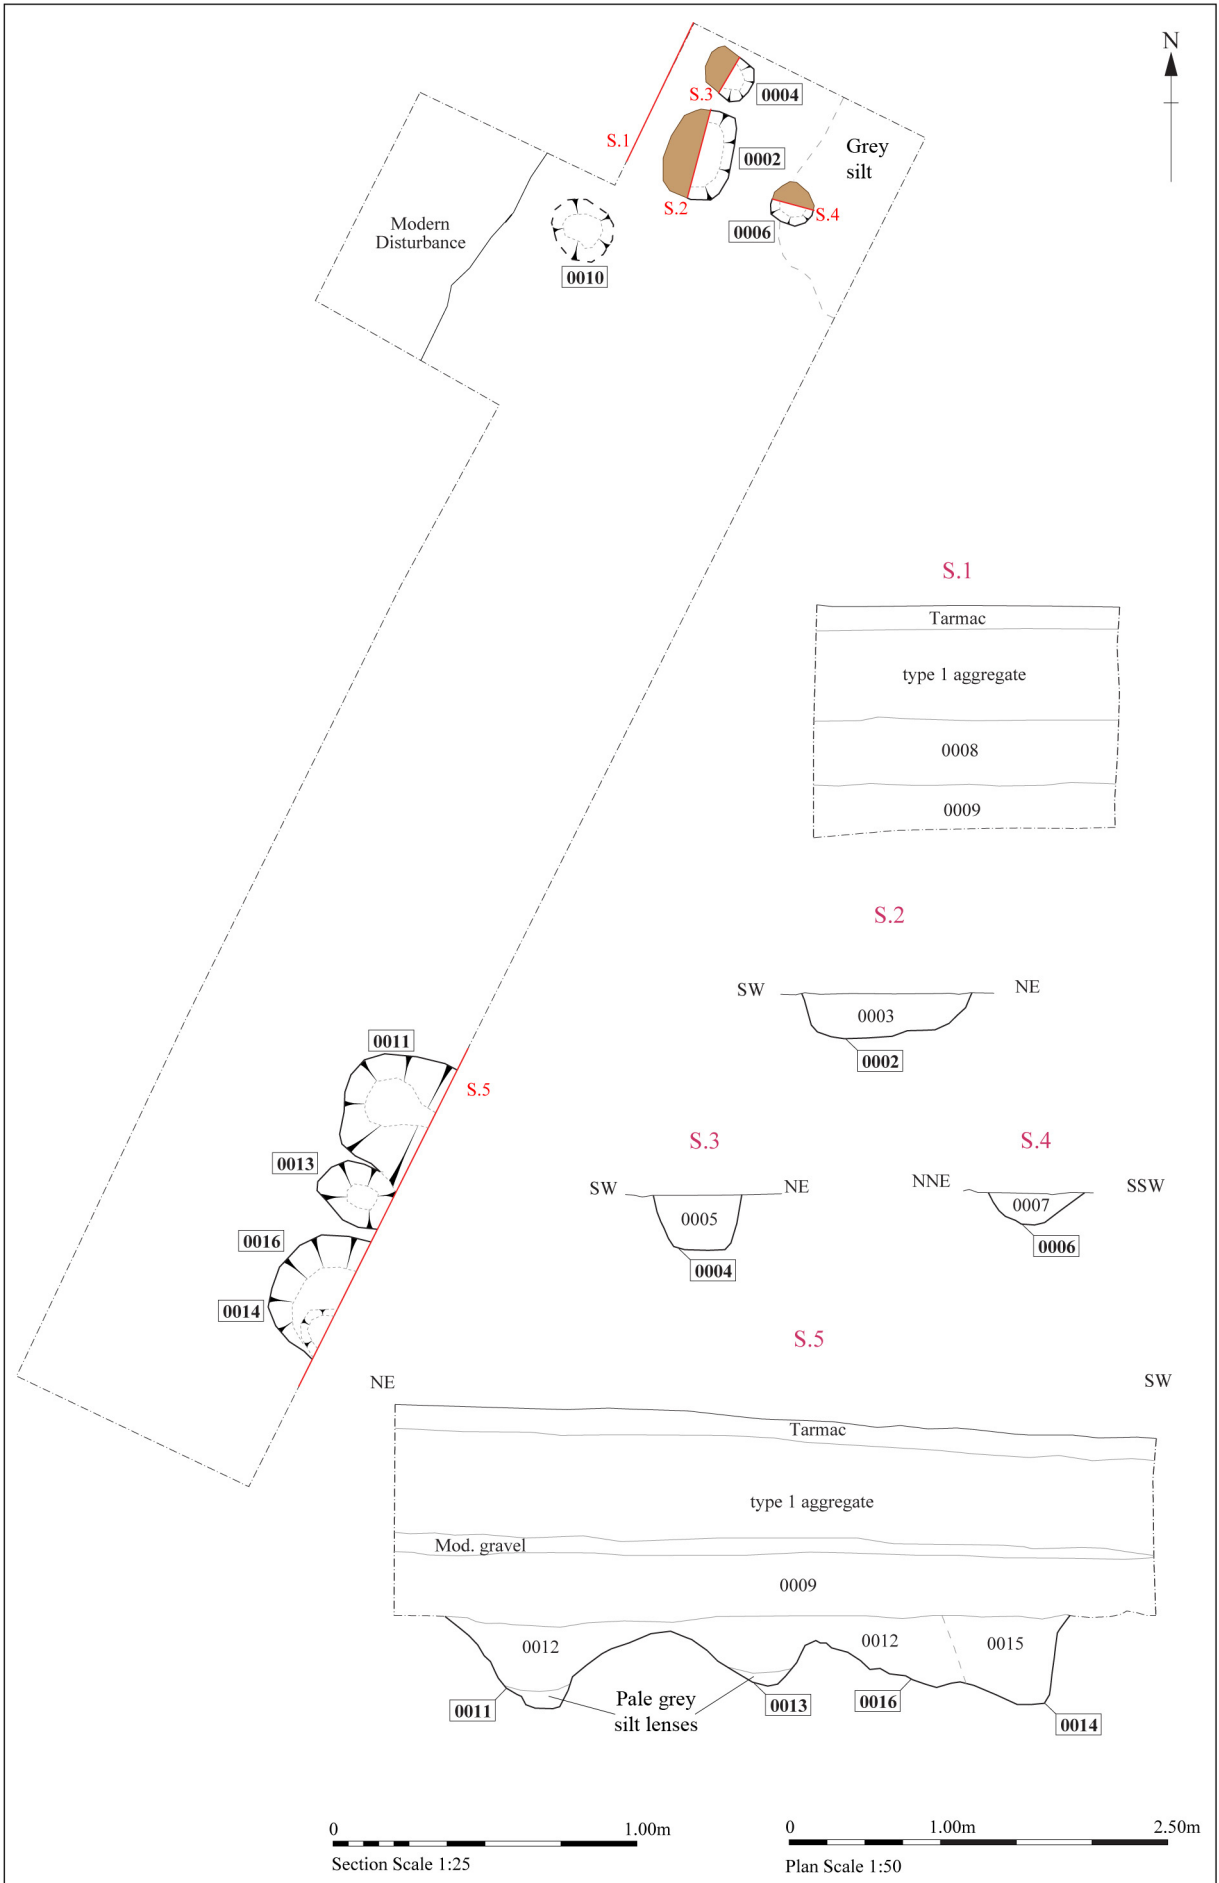 N
S.3
0004
S.1
Grey
silt
0002
S.2
S.4
0006
Modern
Disturbance
0010
S.1
Tarmac
type 1 aggregate
0008
0009
S.2
SW
NE
0003
0002
0011
S.5
0013
0016
0014
S.3
SW
NE
0005
0004
S.4
NNE
SSW
0007
0006
S.5
NE
SW
Tarmac
type 1 aggregate
Mod. gravel
0009
0012
0012
0015
0011
Pale grey
silt lenses
0013
0016
0014
0 1.00m
Section Scale 1:25
0 1.00m 2.50m
Plan Scale 1:50